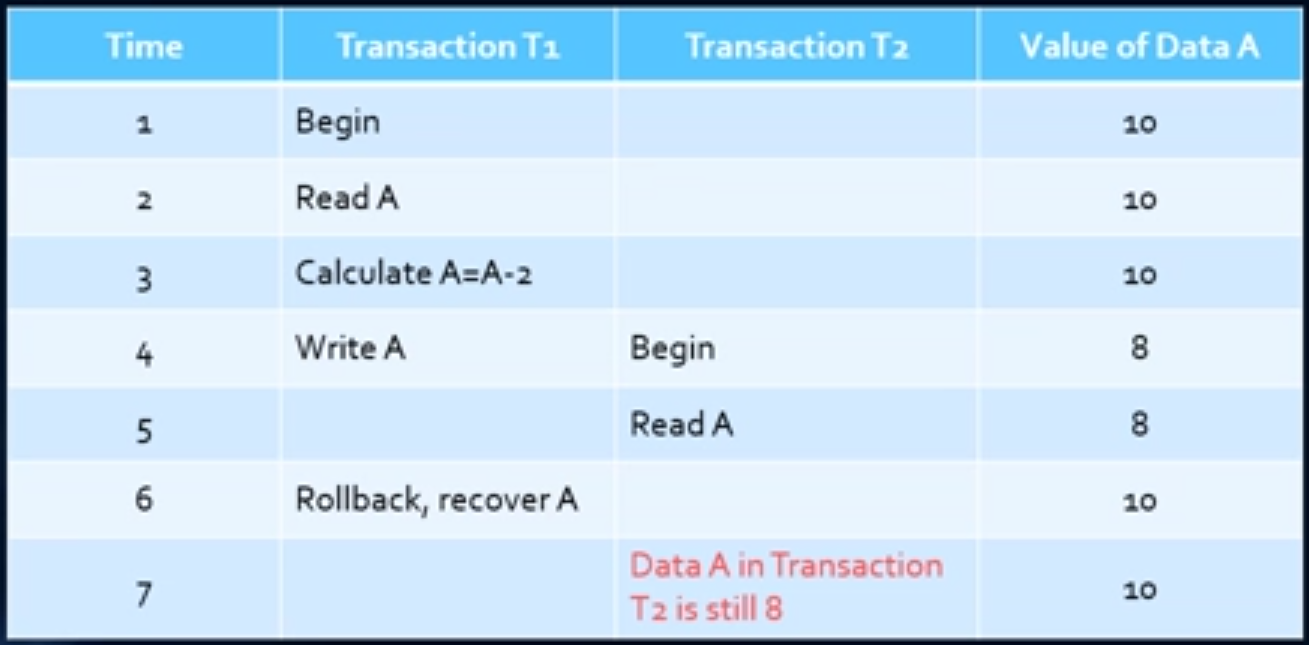 Time Transaction T1 Transaction T2 Value of Data A
1 Begin 10
2 Read A 10
3 Calculate A=A-2 10
4 Write A Begin 8
5 Read A 8
6 Rollback, recover A 10
7 Data A in Transaction 10
T2 is still 8